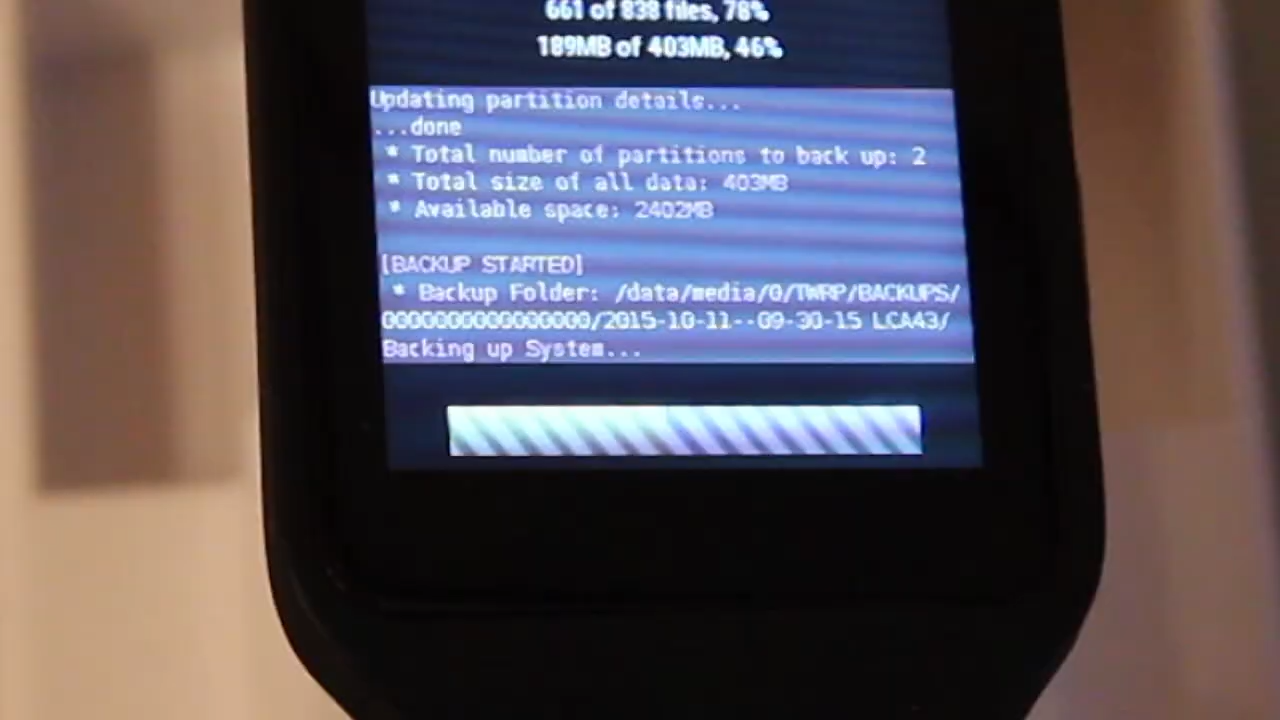 661 of 838 files, 78%
189MB of 403MB, 46%
Updating partition details...
...done
* Total number of partitions to back up: 2
* Total size of all data: 403MB
* Available space: 2402MB
[BACKUP STARTED]
* Backup Folder: /data/media/0/TWRP/BACKUPS/
0000000000000000/2015-10-11--09-30-15 LCA43/
Backing up System...